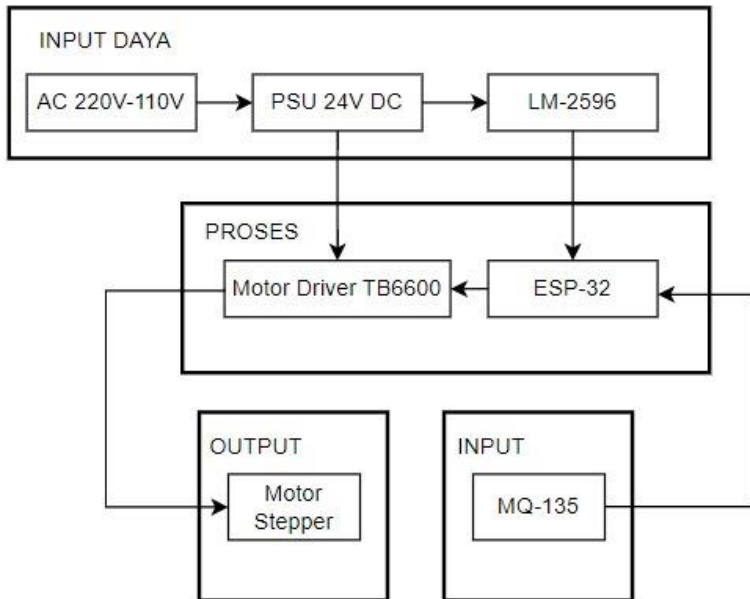 INPUT DAYA
AC 220V-110V
PSU 24V DC
LM-2596
PROSES
Motor Driver TB6600
ESP-32
OUTPUT
Motor
Stepper
INPUT
MQ-135